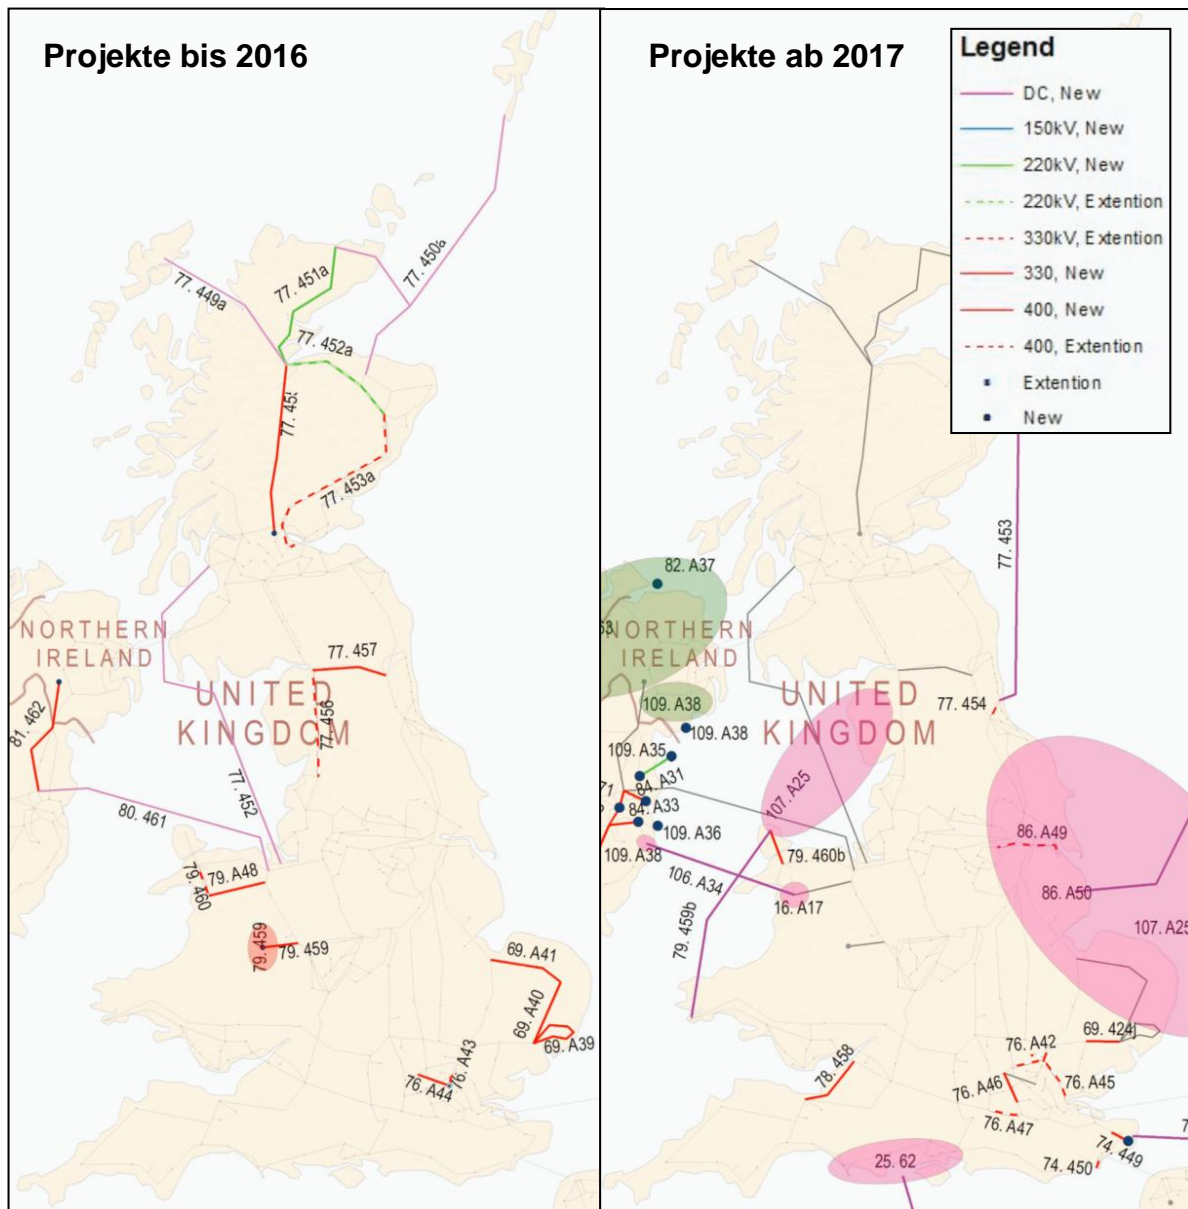 Projekte bis 2016
77. 450a
77. 449a
77. 451a
77. 452a
77. 453a
NORTHERN
IRELAND
UNITED
KINGDOM
77. 457
77. 456
81. 462
77. 452
80. 461
79. A48
79. 460
79. 459
79. 459
69. A41
69. A40
69. A39
76. A43
76. A44
Projekte ab 2017
Legend
DC, New
150kV, New
220kV, New
220kV, Extention
330kV, Extention
330, New
400, New
400, Extention
Extention
New
77. 453
82. A37
NORTHERN
IRELAND
109. A38
UNITED
KINGDOM
77. 454
109. A38
109. A35
84. A31
84. A33
109. A36
109. A38
107. A25
79. 460b
106. A34
16. A17
79. 459b
86. A49
86. A50
107. A25
69. 424
76. A42
76. A45
76. A46
76. A47
78. 458
74. 449
74. 450
25. 62